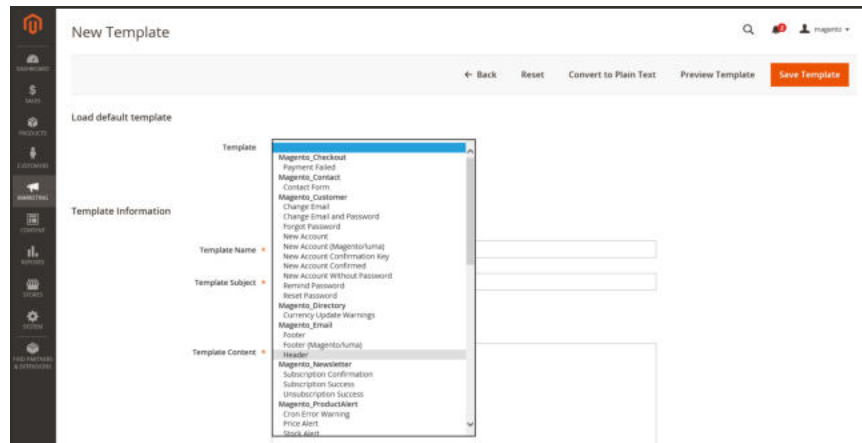 New Template
2
magento
DASHBOARD
SALES
PRODUCTS
CUSTOMERS
MARKETING
CONTENT
REPORTS
STORES
SYSTEM
FIND PARTNERS
& EXTENSIONS
← Back Reset Convert to Plain Text Preview Template Save Template
Load default template
Template
Magento_Checkout
Payment Failed
Magento_Contact
Contact Form
Magento_Customer
Change Email
Change Email and Password
Forgot Password
New Account
New Account (Magento/luma)
New Account Confirmation Key
New Account Confirmed
New Account Without Password
Remind Password
Reset Password
Magento_Directory
Currency Update Warnings
Magento_Email
Footer
Footer (Magento/luma)
Header
Magento_Newsletter
Subscription Confirmation
Subscription Success
Unsubscription Success
Magento_ProductAlert
Cron Error Warning
Price Alert
Stock Alert
Template Information
Template Name *
Template Subject *
Template Content *